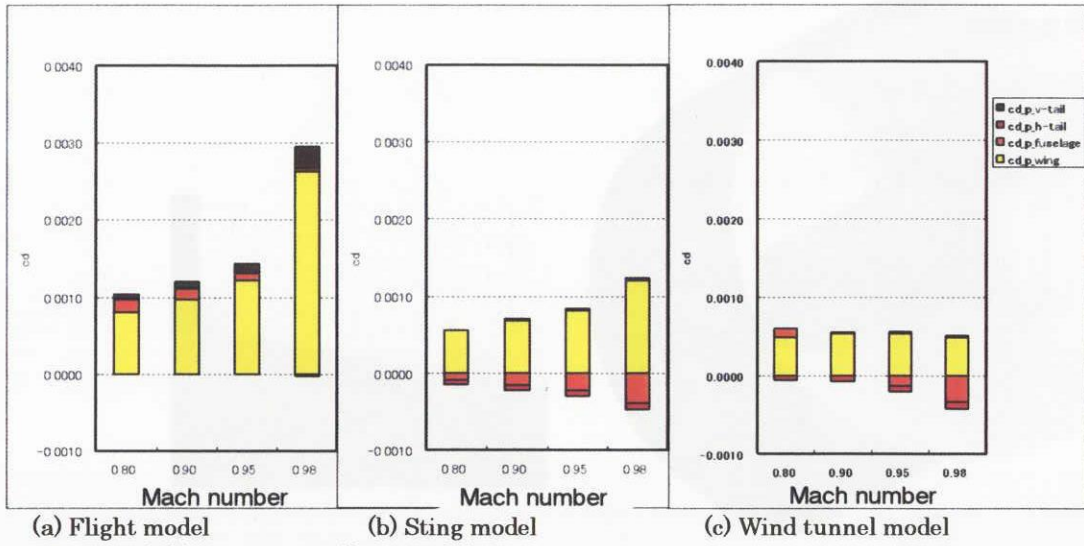 0.0040
0.0030
0.0020
0.0010
0.0000
-0.0010
cd
0.80 0.90 0.95 0.98
Mach number
(a) Flight model
0.0040
0.0030
0.0020
0.0010
0.0000
-0.0010
cd
0.80 0.90 0.95 0.98
Mach number
(b) Sting model
0.0040
0.0030
0.0020
0.0010
0.0000
-0.0010
cd
0.80 0.90 0.95 0.98
Mach number
(c) Wind tunnel model
cd_p_v-tail
cd_p_h-tail
cd_p_fuselage
cd_p_wing